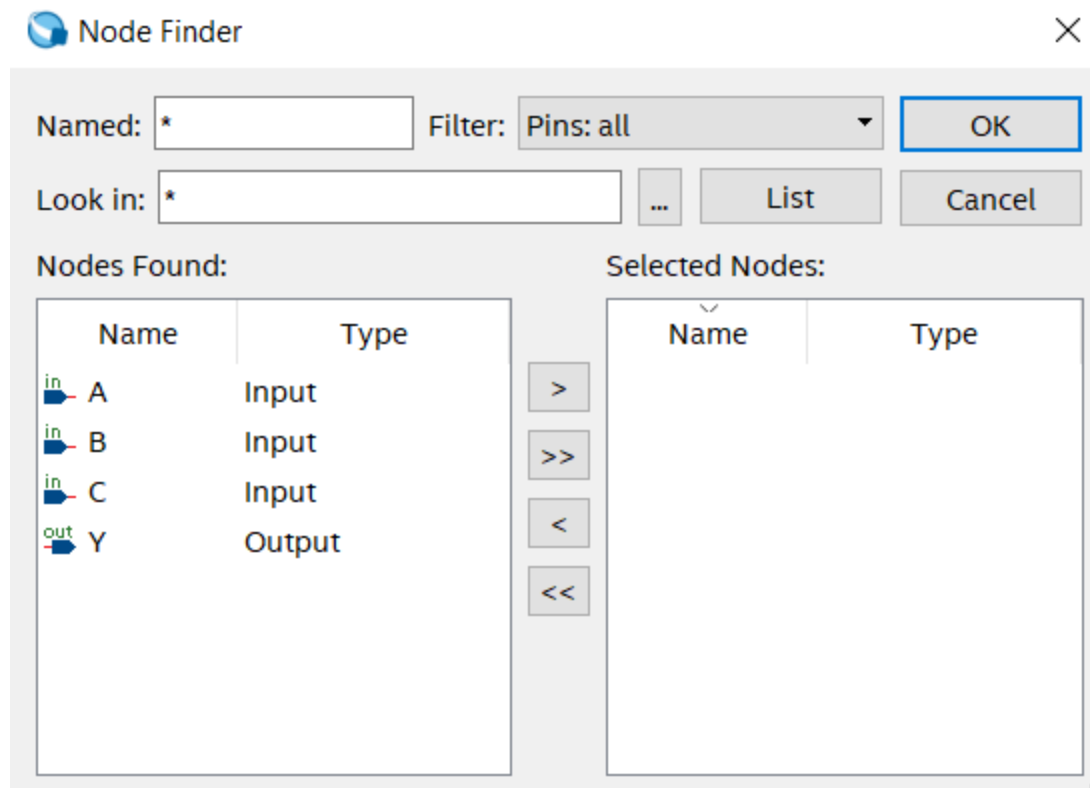 Node Finder
Named: * Filter: Pins: all OK
Look in: * ... List Cancel
Nodes Found: Selected Nodes:
Name Type Name Type
in A Input >
in B Input >>
in C Input <
out Y Output <<